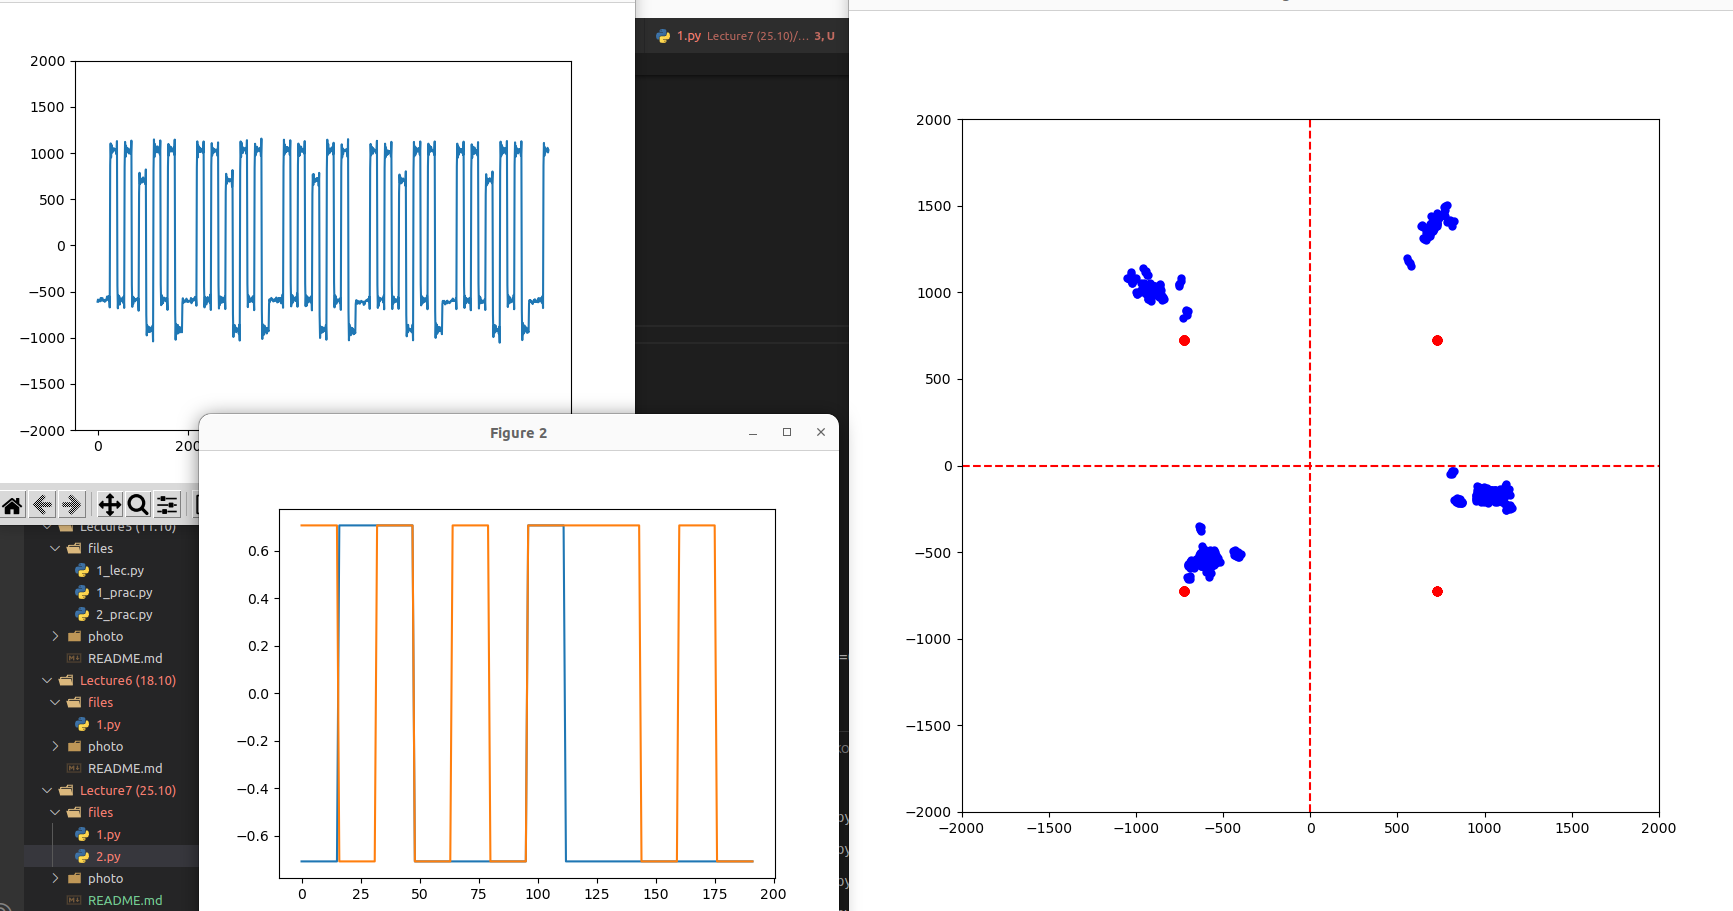 1.py Lecture7 (25.10)/... 3, U
2000
1500
1000
500
0
−500
−1000
−1500
−2000
0
200
Figure 2
0.6
0.4
0.2
0.0
−0.2
−0.4
−0.6
0 25 50 75 100 125 150 175 200
2000
1500
1000
500
0
−500
−1000
−1500
−2000
−2000 −1500 −1000 −500 0 500 1000 1500 2000
Lecture5 (11.10)
files
1_lec.py
1_prac.py
2_prac.py
photo
README.md
Lecture6 (18.10)
files
1.py
photo
README.md
Lecture7 (25.10)
files
1.py
2.py
photo
README.md